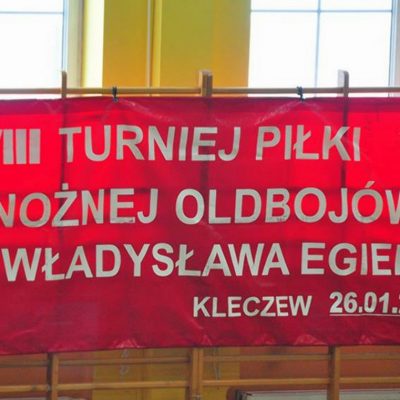 VIII TURNIEJ PIŁKI
NOŻNEJ OLDBOJÓW
WŁADYSŁAWA EGIE
KLECZEW 26.01.